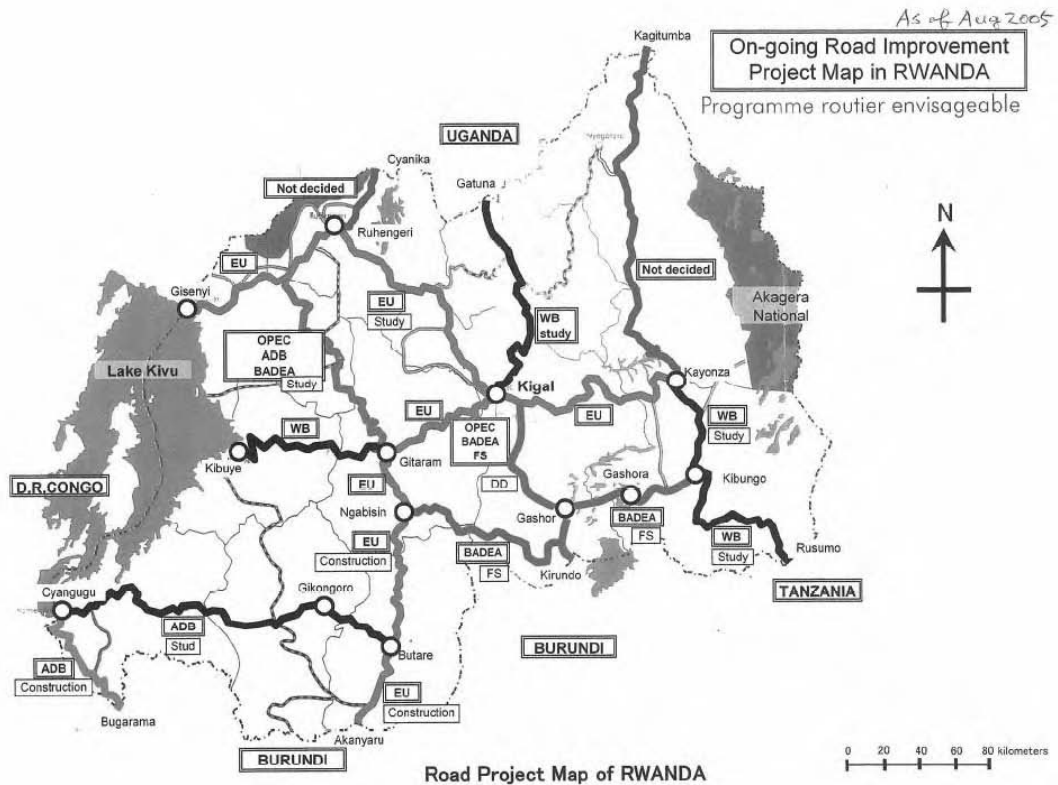 As of Aug 2005
On-going Road Improvement
Project Map in RWANDA
Programme routier envisageable
Kagitumba
UGANDA
Cyanika
Gatuna
Not decided
Ruhengeri
EU
Gisenyi
EU
Study
WB
study
Not decided
N
Akagera
National
OPEC
ADB
BADEA
Study
Lake Kivu
Kigal
Kayonza
EU
EU
WB
Study
WB
OPEC
BADEA
FS
Kibuye
Gitaram
D.R.CONGO
EU
DD
Gashora
Kibungo
Ngabisin
Gashor
EU
Construction
BADEA
FS
BADEA
FS
WB
Study
Rusumo
Kirundo
TANZANIA
Cyangugu
Gikongoro
ADB
Stud
Butare
BURUNDI
ADB
Construction
EU
Construction
Bugarama
Akanyaru
BURUNDI
0 20 40 60 80 kilometers
Road Project Map of RWANDA